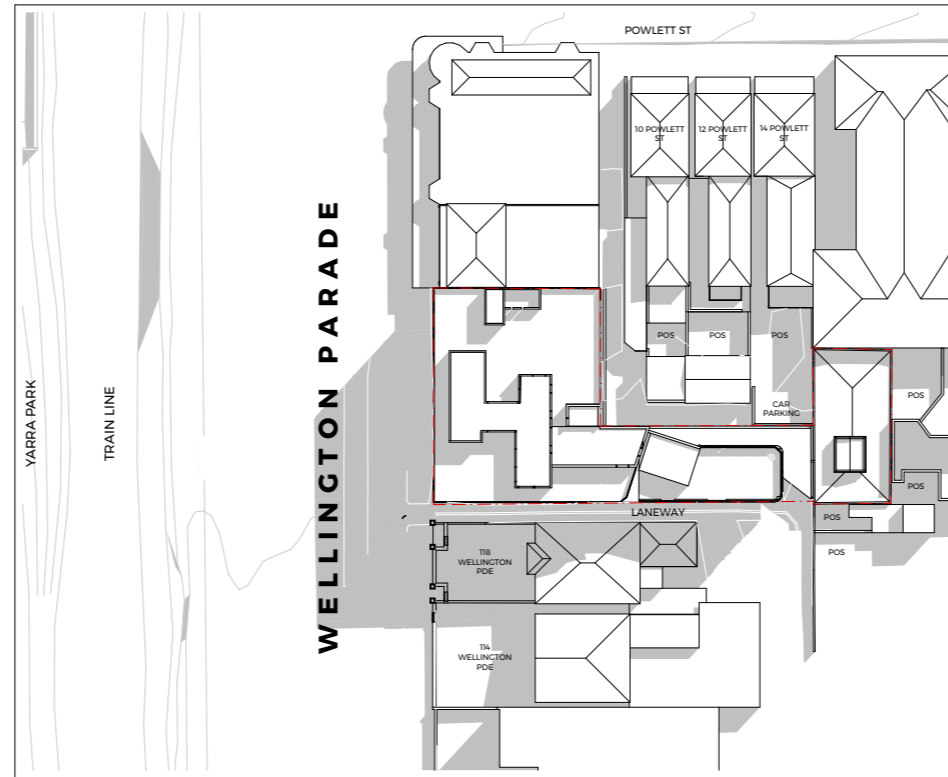 POWLETT ST
10 POWLETT
ST
12 POWLETT
ST
14 POWLETT
ST
WELLINGTON PARADE
YARRA PARK
TRAIN LINE
POS
POS
POS
CAR
PARKING
POS
POS
POS
POS
LANEWAY
118
WELLINGTON
PDE
114
WELLINGTON
PDE